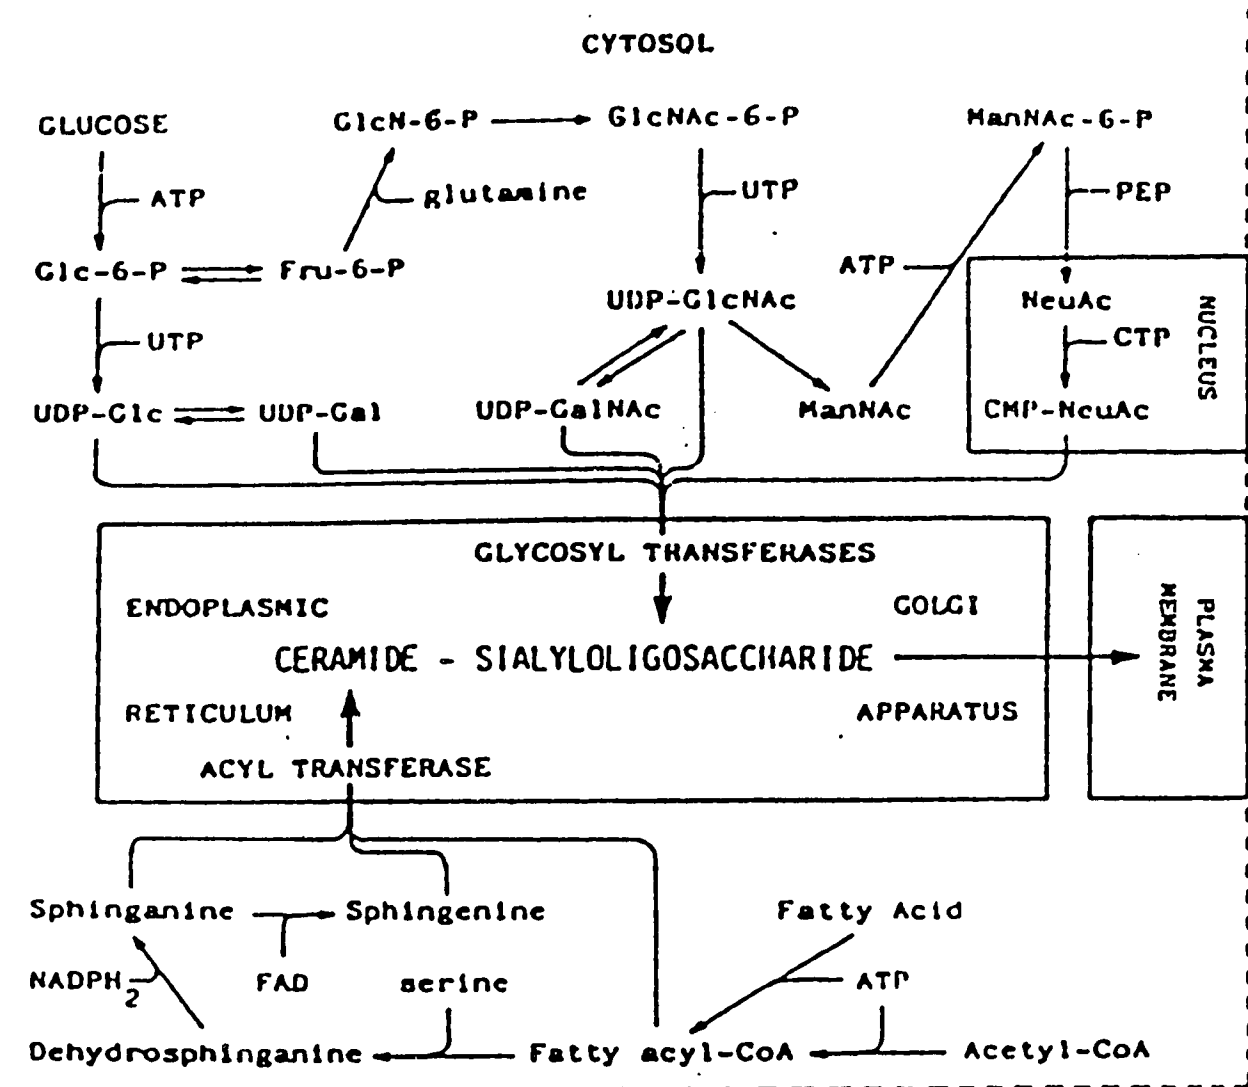 CYTOSOL
GLUCOSE
GlcN-6-P
GlcNAc-6-P
ManNAc-6-P
ATP
glutamine
UTP
PEP
Glc-6-P
Fru-6-P
ATP
UDP-GlcNAc
NeuAc
NUCLEUS
UTP
CTP
UDP-Glc
UDP-Gal
UDP-GalNAc
ManNAc
CMP-NeuAc
GLYCOSYL TRANSFERASES
ENDOPLASMIC
GOLGI
CERAMIDE - SIALYLOLIGOSACCHARIDE
PLASMA
MEMBRANE
RETICULUM
APPARATUS
ACYL TRANSFERASE
Sphinganine
Sphingenine
Fatty Acid
NADPH2
FAD
serine
ATP
Dehydrosphinganine
Fatty acyl-CoA
Acetyl-CoA